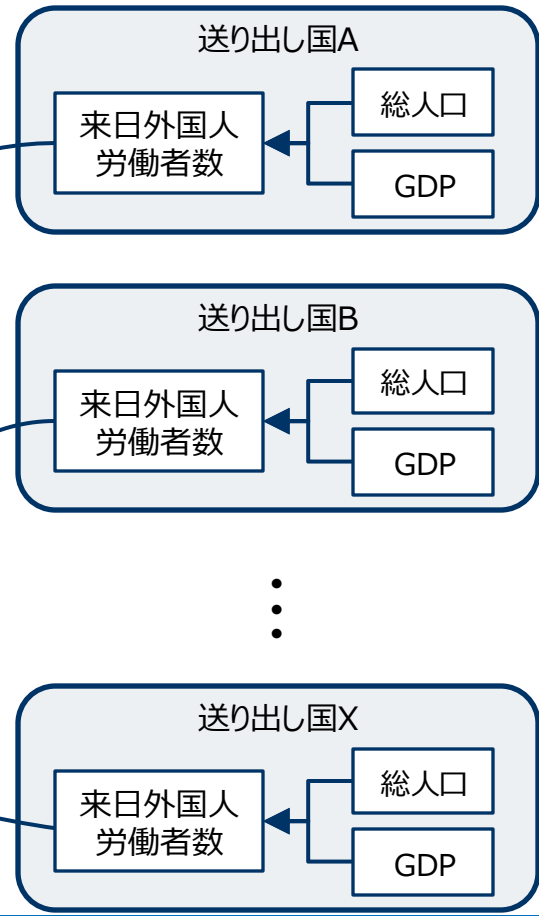 送り出し国A
来日外国人
労働者数
総人口
GDP
送り出し国B
来日外国人
労働者数
総人口
GDP
送り出し国X
来日外国人
労働者数
総人口
GDP